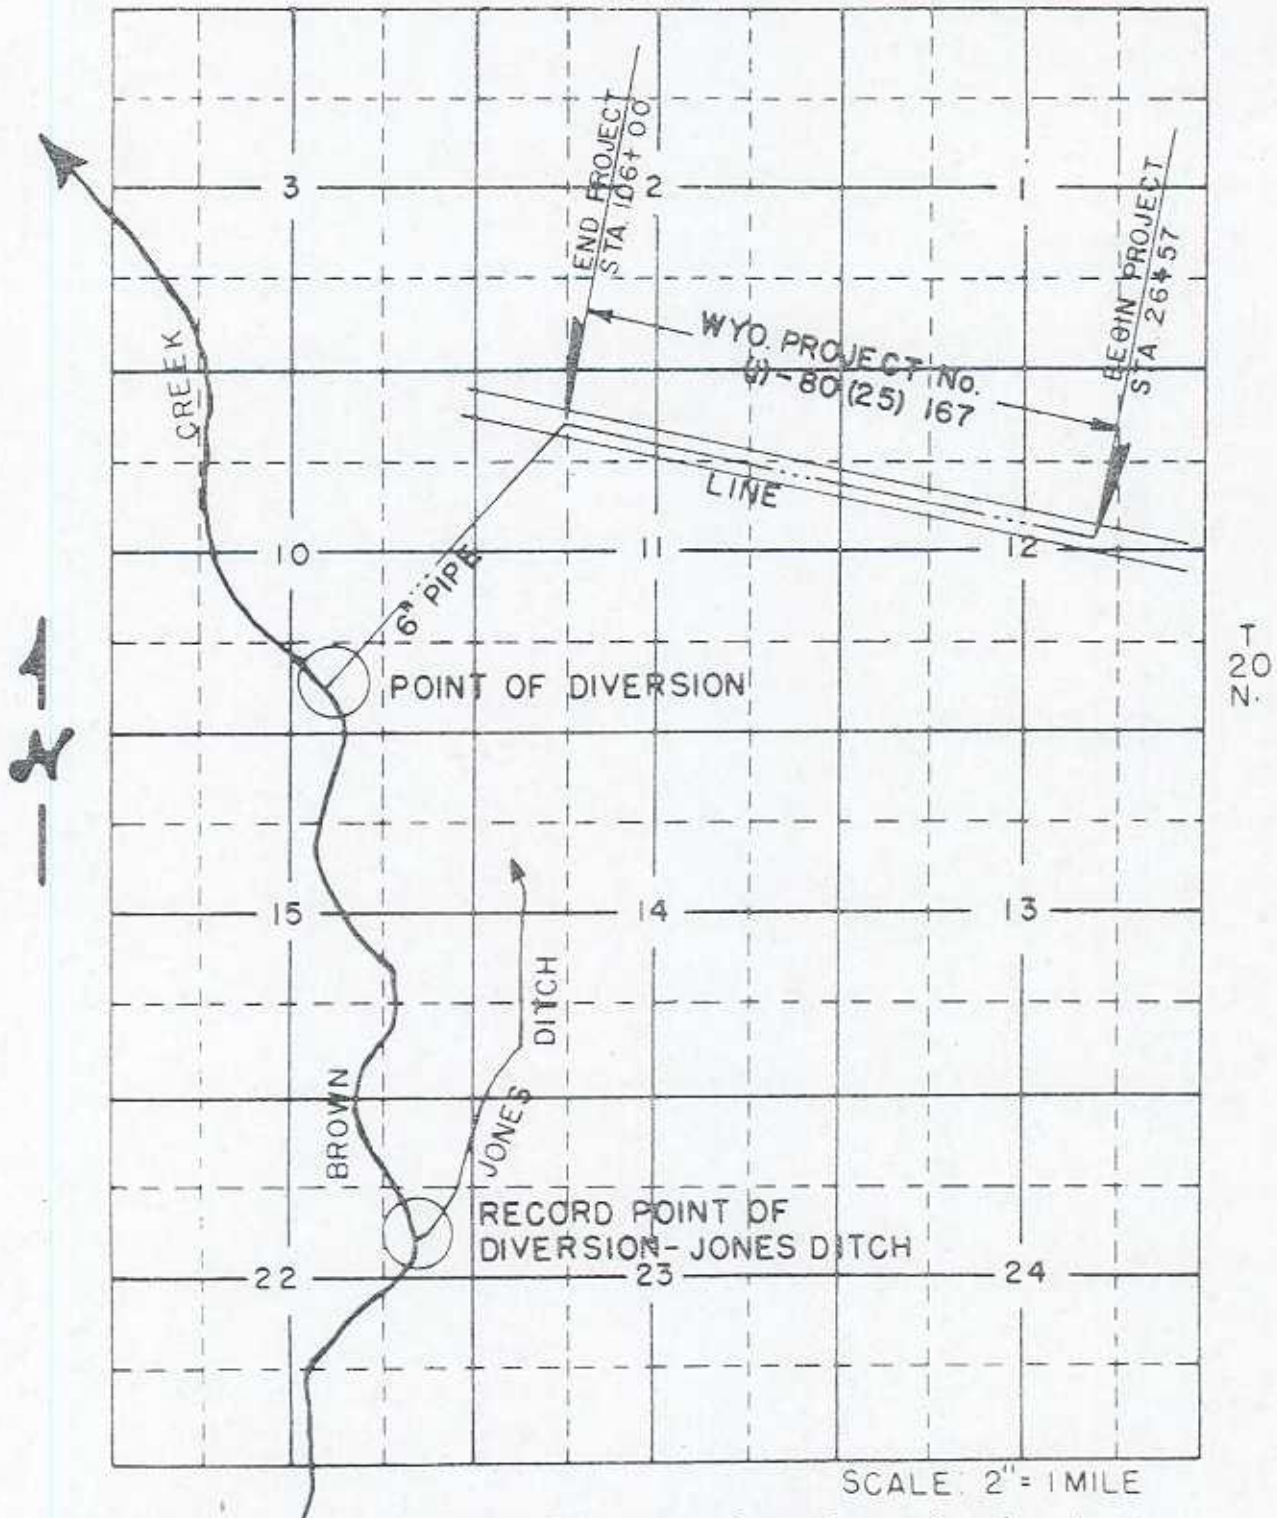 3
2
1
END PROJECT
STA. 106+00
BEGIN PROJECT
STA. 26+57
WYO. PROJECT No.
(J)-80(25) 167
CREEK
LINE
10
11
12
6" PIPE
T
20
N.
POINT OF DIVERSION
15
14
13
DITCH
BROWN
JONES
RECORD POINT OF
DIVERSION-JONES DITCH
22
23
24
SCALE: 2"= 1 MILE